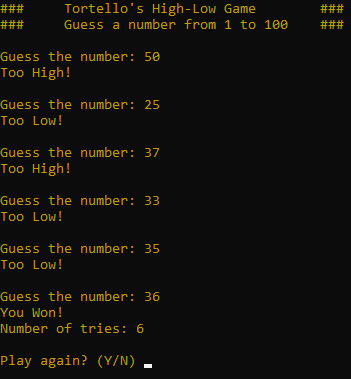 ### Tortello's High-Low Game ###
### Guess a number from 1 to 100 ###
Guess the number: 50
Too High!
Guess the number: 25
Too Low!
Guess the number: 37
Too High!
Guess the number: 33
Too Low!
Guess the number: 35
Too Low!
Guess the number: 36
You Won!
Number of tries: 6
Play again? (Y/N)